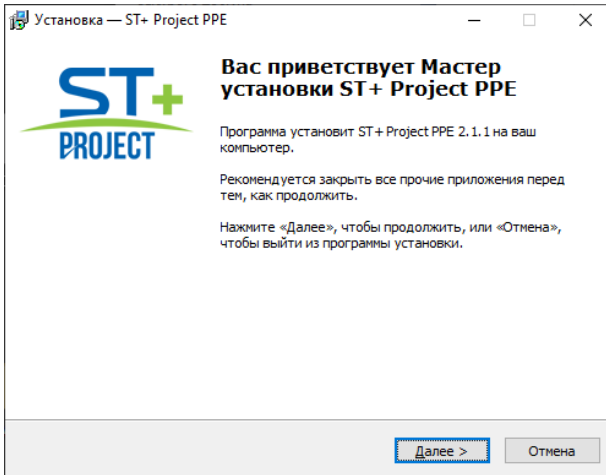 Установка — ST+ Project PPE
ST+
PROJECT
Вас приветствует Мастер
установки ST+ Project PPE
Программа установит ST+ Project PPE 2.1.1 на ваш
компьютер.
Рекомендуется закрыть все прочие приложения перед
тем, как продолжить.
Нажмите «Далее», чтобы продолжить, или «Отмена»,
чтобы выйти из программы установки.
Далее >
Отмена